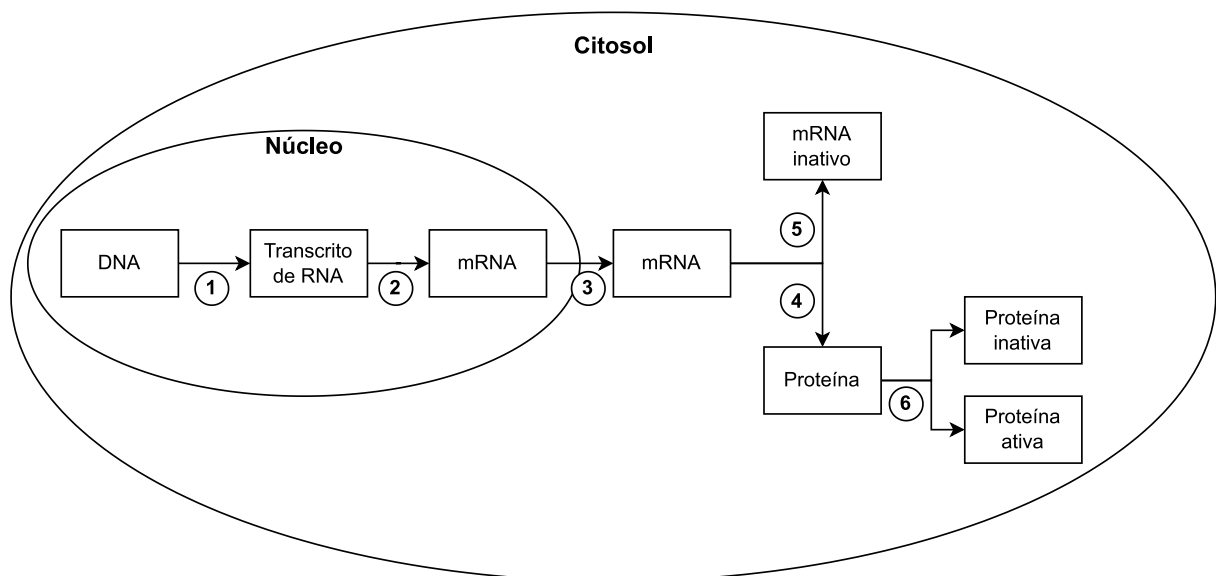 Citosol
Núcleo
mRNA
inativo
DNA
Transcrito
de RNA
mRNA
mRNA
1
2
3
5
4
Proteína
6
Proteína
inativa
Proteína
ativa